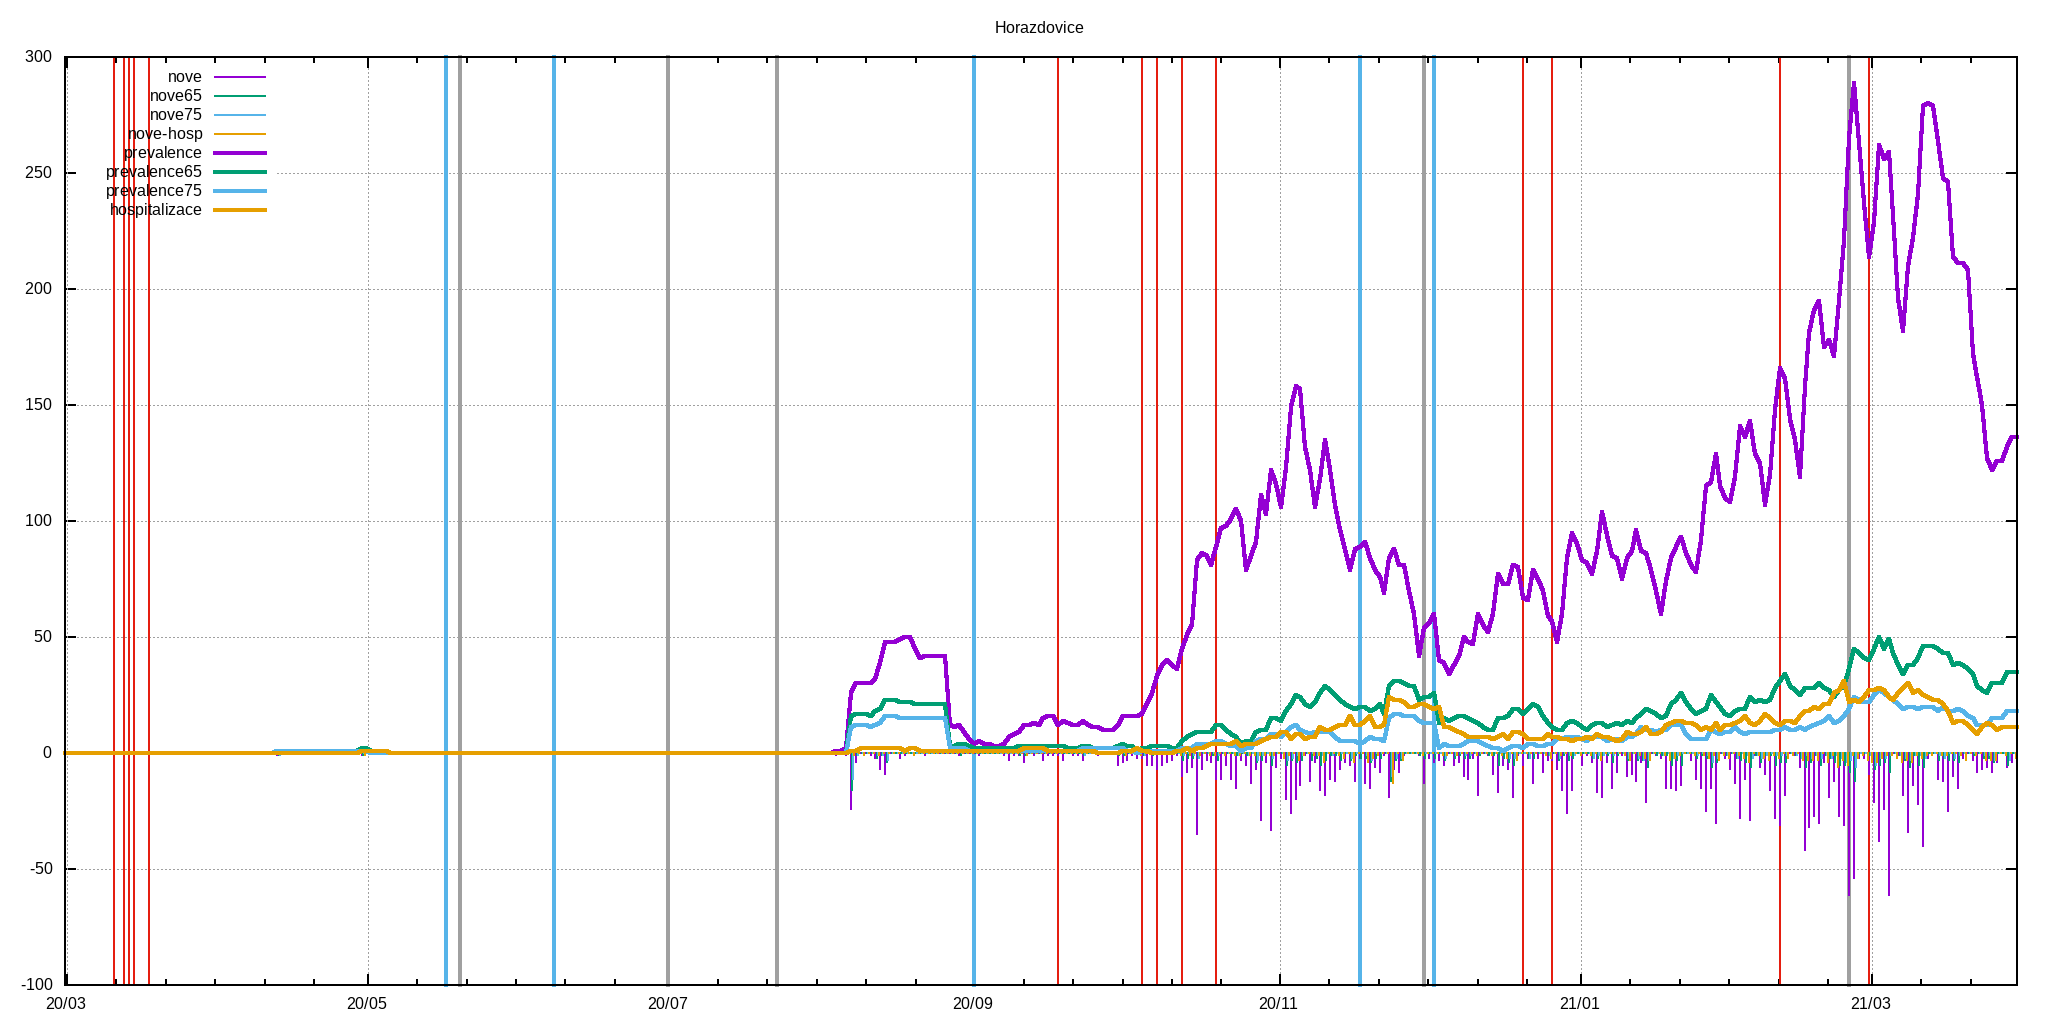 Horazdovice
300
250
200
150
100
50
0
-50
-100
nove
nove65
nove75
nove-hosp
prevalence
prevalence65
prevalence75
hospitalizace
20/03 20/05 20/07 20/09 20/11 21/01 21/03